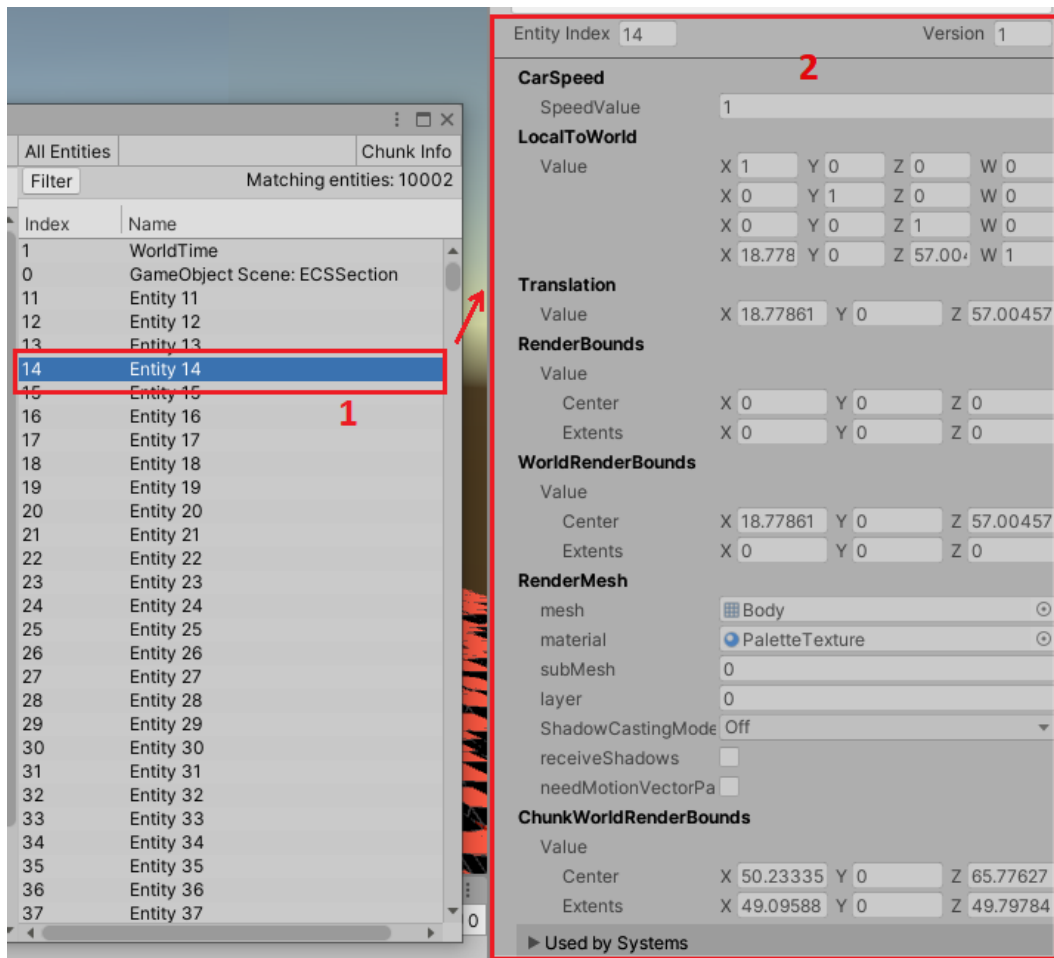 All Entities Chunk Info
Filter Matching entities: 10002
Index Name
1 WorldTime
0 GameObject Scene: ECSSection
11 Entity 11
12 Entity 12
13 Entity 13
14 Entity 14
15 Entity 15
16 Entity 16
17 Entity 17
18 Entity 18
19 Entity 19
20 Entity 20
21 Entity 21
22 Entity 22
23 Entity 23
24 Entity 24
25 Entity 25
26 Entity 26
27 Entity 27
28 Entity 28
29 Entity 29
30 Entity 30
31 Entity 31
32 Entity 32
33 Entity 33
34 Entity 34
35 Entity 35
36 Entity 36
37 Entity 37
1
0
Entity Index 14 Version 1
2
CarSpeed
SpeedValue 1
LocalToWorld
Value X 1 Y 0 Z 0 W 0
X 0 Y 1 Z 0 W 0
X 0 Y 0 Z 1 W 0
X 18.778 Y 0 Z 57.004 W 1
Translation
Value X 18.77861 Y 0 Z 57.00457
RenderBounds
Value
Center X 0 Y 0 Z 0
Extents X 0 Y 0 Z 0
WorldRenderBounds
Value
Center X 18.77861 Y 0 Z 57.00457
Extents X 0 Y 0 Z 0
RenderMesh
mesh Body
material PaletteTexture
subMesh 0
layer 0
ShadowCastingMode Off
receiveShadows
needMotionVectorPa
ChunkWorldRenderBounds
Value
Center X 50.23335 Y 0 Z 65.77627
Extents X 49.09588 Y 0 Z 49.79784
Used by Systems